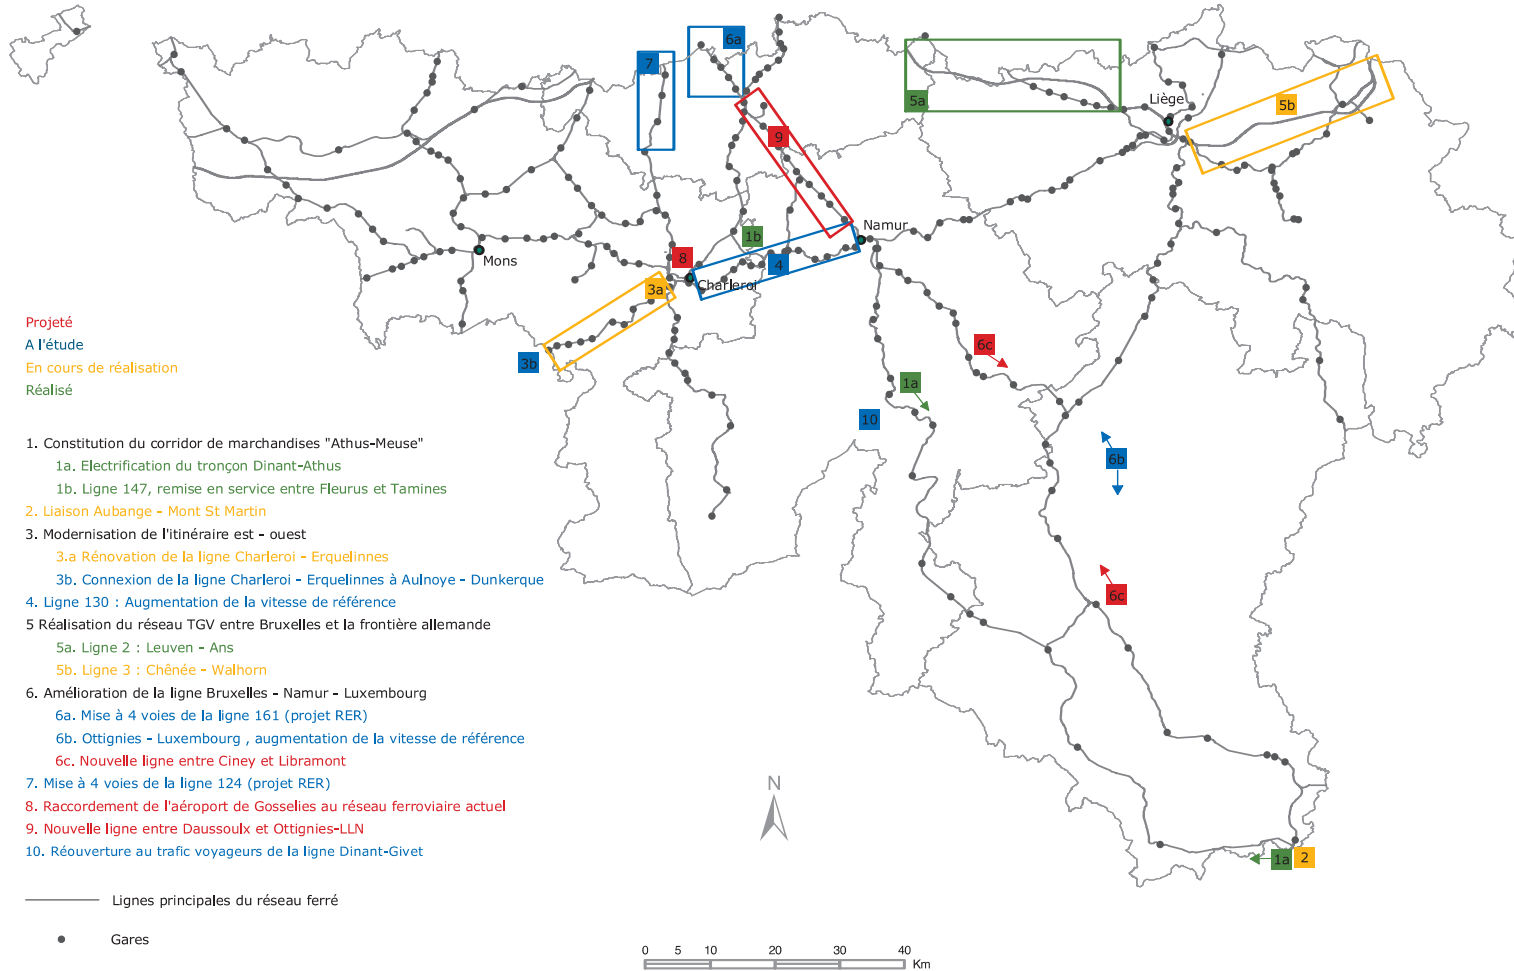 7
6a
5a
Liège
5b
9
1b
Namur
8
4
Mons
Charleroi
3a
3b
6c
1a
10
6b
6c
1a
2
Projeté
A l'étude
En cours de réalisation
Réalisé
1. Constitution du corridor de marchandises "Athus-Meuse"
1a. Electrification du tronçon Dinant-Athus
1b. Ligne 147, remise en service entre Fleurus et Tamines
2. Liaison Aubange - Mont St Martin
3. Modernisation de l'itinéraire est - ouest
3.a Rénovation de la ligne Charleroi - Erquelinnes
3b. Connexion de la ligne Charleroi - Erquelinnes à Aulnoye - Dunkerque
4. Ligne 130 : Augmentation de la vitesse de référence
5 Réalisation du réseau TGV entre Bruxelles et la frontière allemande
5a. Ligne 2 : Leuven - Ans
5b. Ligne 3 : Chênée - Walhorn
6. Amélioration de la ligne Bruxelles - Namur - Luxembourg
6a. Mise à 4 voies de la ligne 161 (projet RER)
6b. Ottignies - Luxembourg , augmentation de la vitesse de référence
6c. Nouvelle ligne entre Ciney et Libramont
7. Mise à 4 voies de la ligne 124 (projet RER)
8. Raccordement de l'aéroport de Gosselies au réseau ferroviaire actuel
9. Nouvelle ligne entre Daussoulx et Ottignies-LLN
10. Réouverture au trafic voyageurs de la ligne Dinant-Givet
Lignes principales du réseau ferré
Gares
N
0 5 10 20 30 40
Km